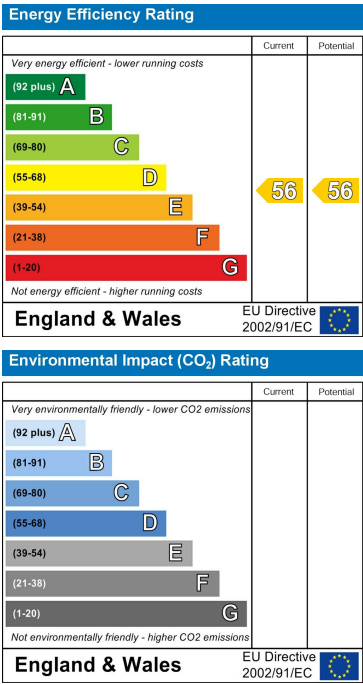 Energy Efficiency Rating
Current Potential
Very energy efficient - lower running costs
(92 plus) A
(81-91) B
(69-80) C
(55-68) D
56 56
(39-54) E
(21-38) F
(1-20) G
Not energy efficient - higher running costs
England & Wales
EU Directive
2002/91/EC
Environmental Impact (CO₂) Rating
Current Potential
Very environmentally friendly - lower CO2 emissions
(92 plus) A
(81-91) B
(69-80) C
(55-68) D
(39-54) E
(21-38) F
(1-20) G
Not environmentally friendly - higher CO2 emissions
England & Wales
EU Directive
2002/91/EC